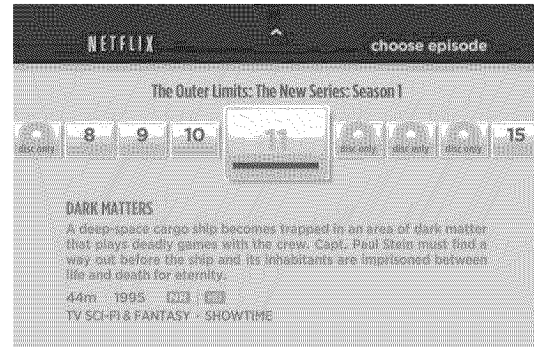 NETFLIX
choose episode
The Outer Limits: The New Series: Season 1
disc only 8 9 10 11 disc only disc only disc only 15
DARK MATTERS
A deep-space cargo ship becomes trapped in an area of dark matter
that plays deadly games with the crew. Capt. Paul Stein must find a
way out before the ship and its inhabitants are imprisoned between
life and death for eternity.
44m 1995 NR
TV SCI-FI & FANTASY - SHOWTIME